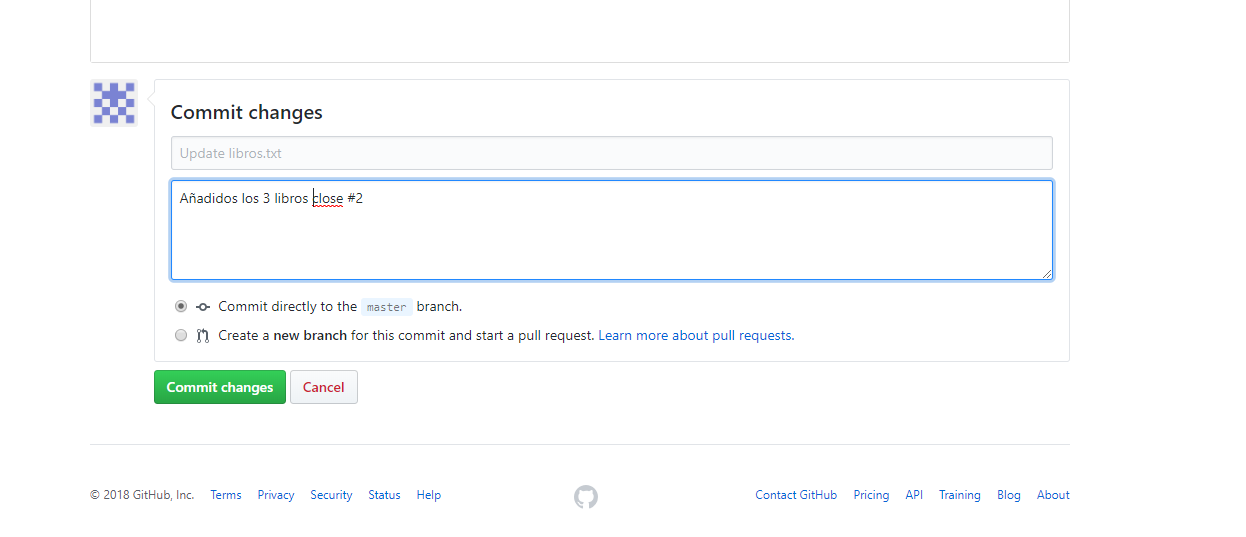 Commit changes
Update libros.txt
Añadidos los 3 libros close #2
Commit directly to the master branch.
Create a new branch for this commit and start a pull request. Learn more about pull requests.
Commit changes Cancel
© 2018 GitHub, Inc. Terms Privacy Security Status Help Contact GitHub Pricing API Training Blog About